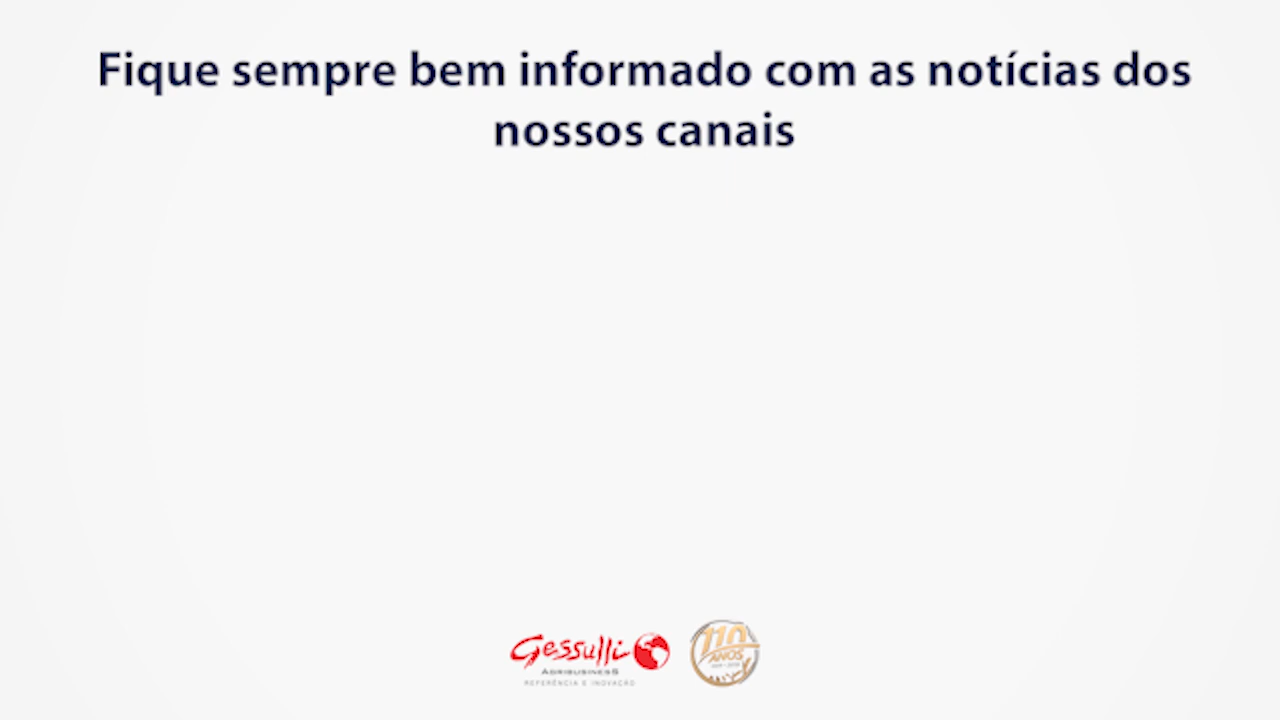 Fique sempre bem informado com as notícias dos
nossos canais
Gessulli
AGRIBUSINESS
REFERÊNCIA E INOVAÇÃO
110
ANOS